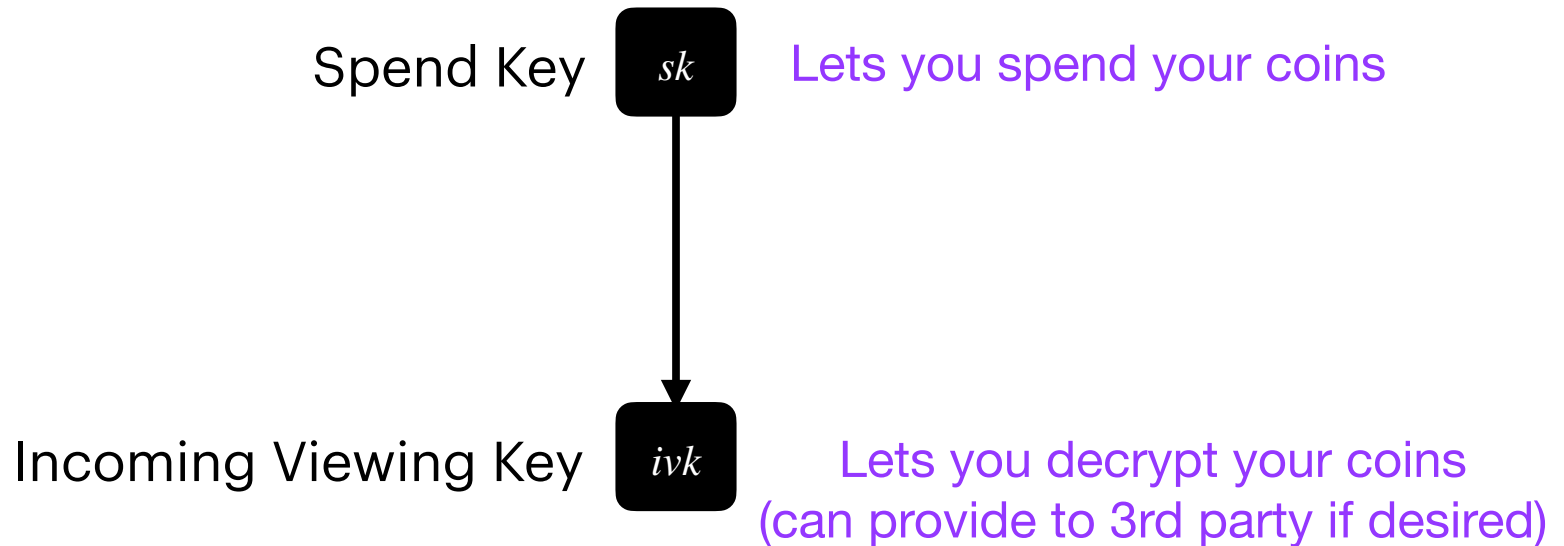 Spend Key sk Lets you spend your coins
Incoming Viewing Key ivk Lets you decrypt your coins
(can provide to 3rd party if desired)